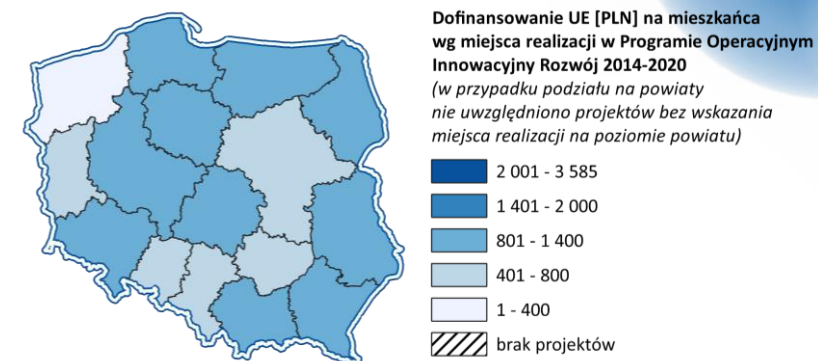 Dofinansowanie UE [PLN] na mieszkańca
wg miejsca realizacji w Programie Operacyjnym
Innowacyjny Rozwój 2014-2020
(w przypadku podziału na powiaty
nie uwzględniono projektów bez wskazania
miejsca realizacji na poziomie powiatu)
2 001 - 3 585
1 401 - 2 000
801 - 1 400
401 - 800
1 - 400
brak projektów